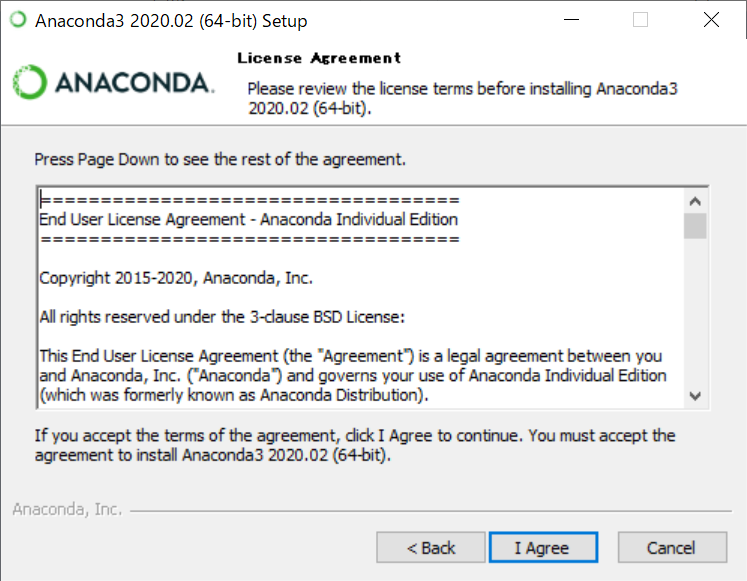 Anaconda3 2020.02 (64-bit) Setup
ANACONDA.
License Agreement
Please review the license terms before installing Anaconda3
2020.02 (64-bit).
Press Page Down to see the rest of the agreement.
===================================
End User License Agreement - Anaconda Individual Edition
===================================
Copyright 2015-2020, Anaconda, Inc.
All rights reserved under the 3-clause BSD License:
This End User License Agreement (the "Agreement") is a legal agreement between you
and Anaconda, Inc. ("Anaconda") and governs your use of Anaconda Individual Edition
(which was formerly known as Anaconda Distribution).
If you accept the terms of the agreement, click I Agree to continue. You must accept the
agreement to install Anaconda3 2020.02 (64-bit).
Anaconda, Inc.
< Back
I Agree
Cancel